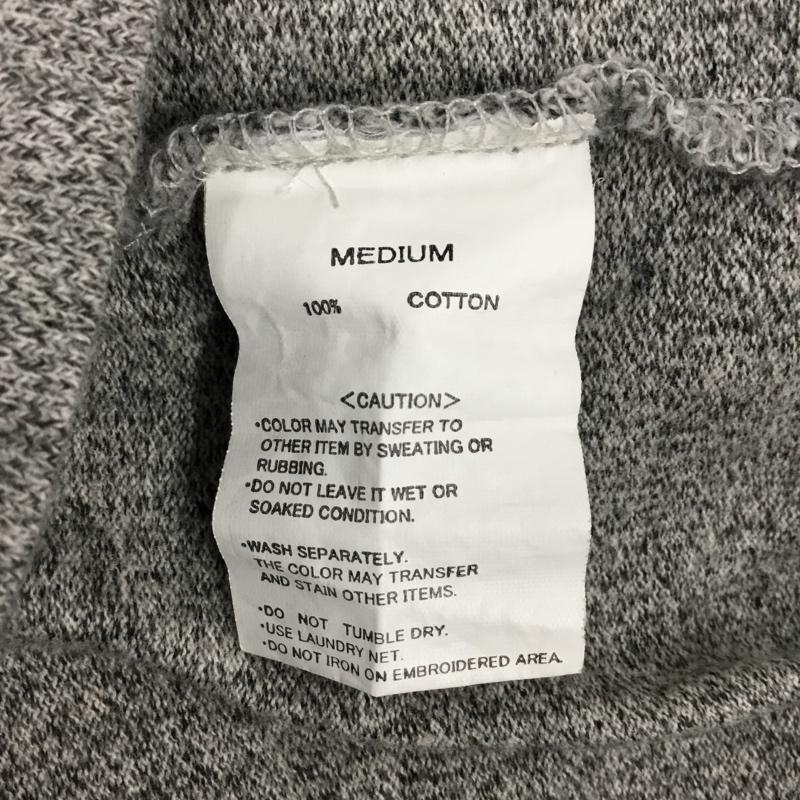 MEDIUM
100% COTTON
<CAUTION>
•COLOR MAY TRANSFER TO
OTHER ITEM BY SWEATING OR
RUBBING.
•DO NOT LEAVE IT WET OR
SOAKED CONDITION.
•WASH SEPARATELY.
THE COLOR MAY TRANSFER
AND STAIN OTHER ITEMS.
•DO NOT TUMBLE DRY.
•USE LAUNDRY NET.
•DO NOT IRON ON EMBROIDERED AREA.